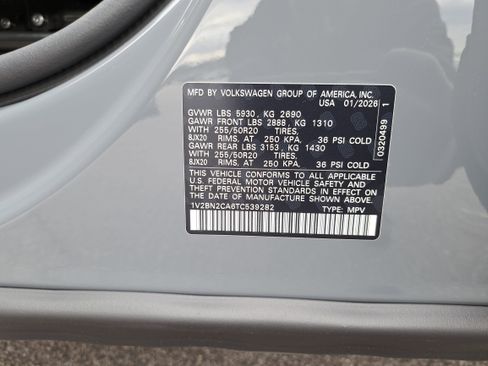 MFD. BY VOLKSWAGEN GROUP OF AMERICA, INC.
USA 01/2026
GVWR LBS 5930, KG 2690
GAWR FRONT LBS 2888, KG 1310
WITH 255/50R20 TIRES,
8JX20 RIMS, AT 250 KPA. 36 PSI COLD
GAWR REAR LBS 3153, KG 1430
WITH 255/50R20 TIRES,
8JX20 RIMS, AT 250 KPA. 36 PSI COLD
THIS VEHICLE CONFORMS TO ALL APPLICABLE
FEDERAL MOTOR VEHICLE SAFETY AND
THEFT PREVENTION STANDARDS IN EFFECT ON
THE DATE OF MANUFACTURE SHOWN ABOVE.
1V2BN2CA6TC539282 TYPE: MPV
0320499 1